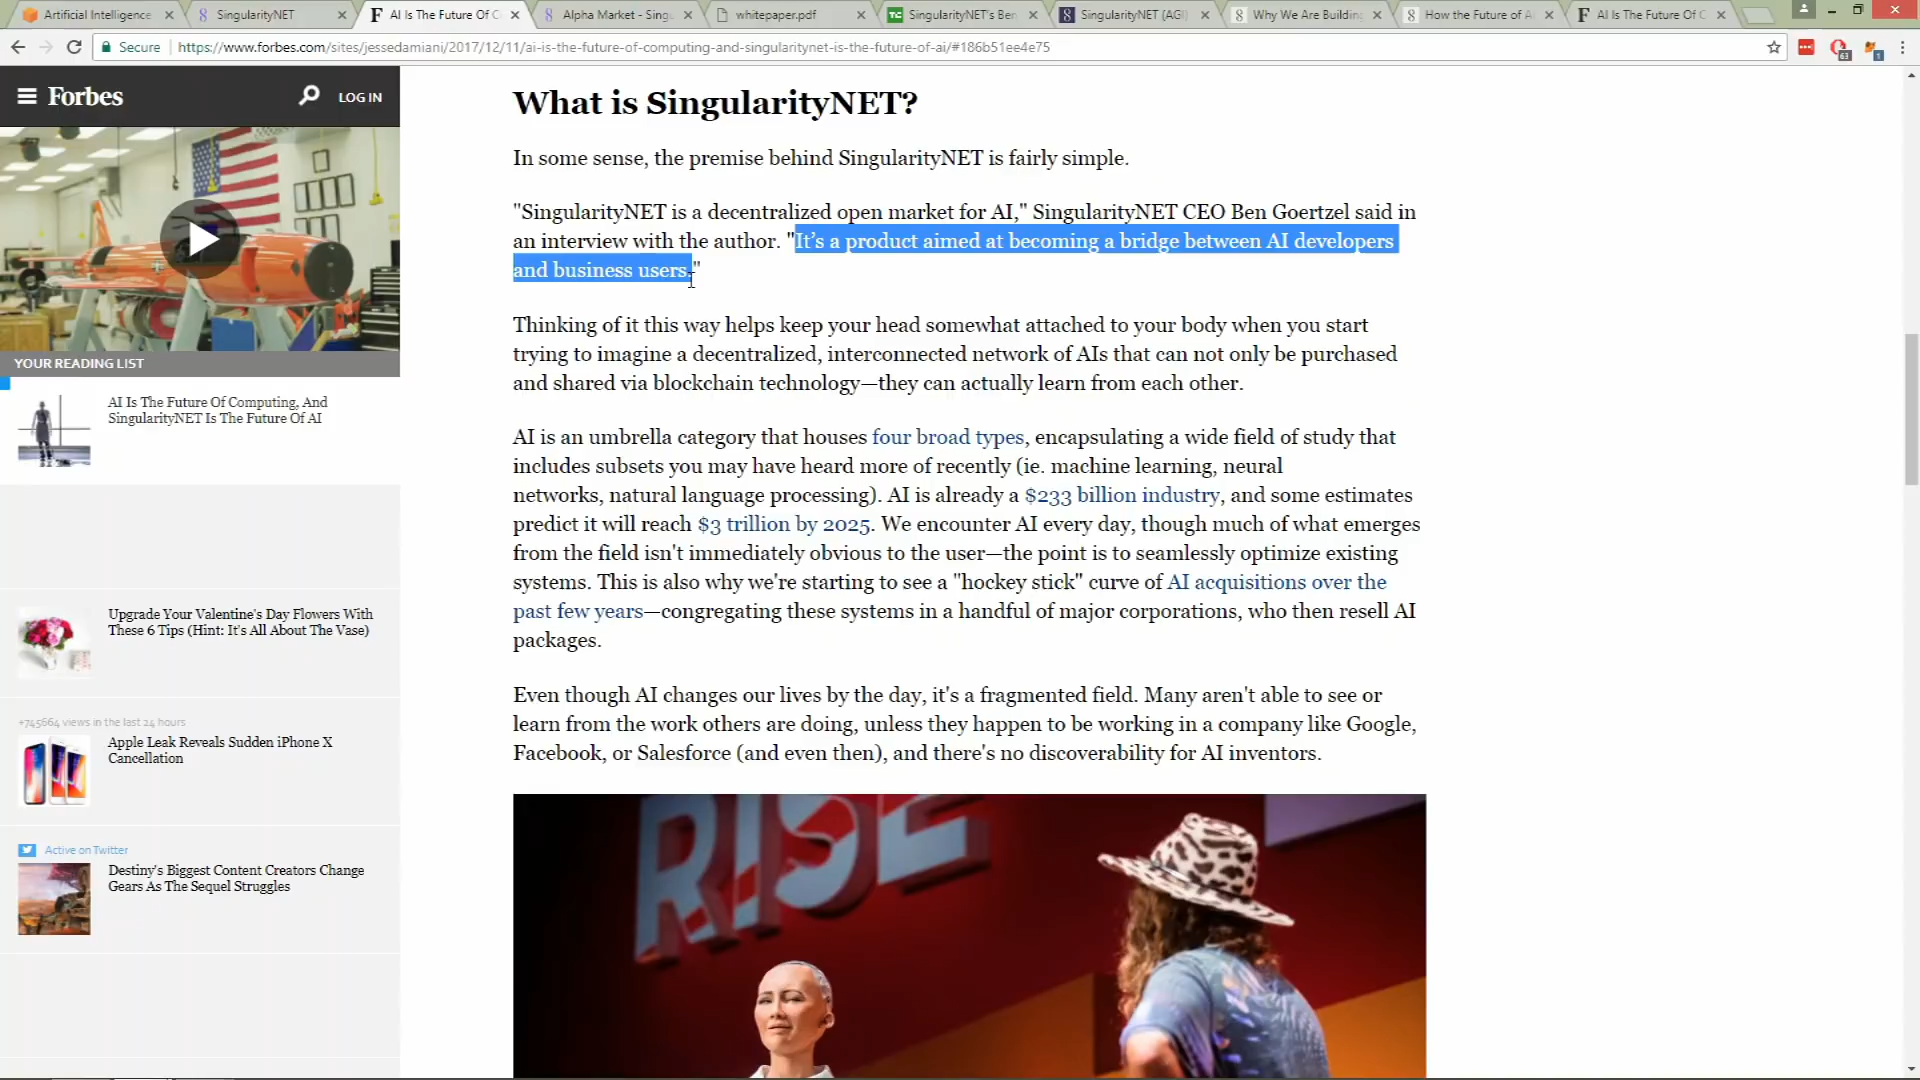 Artificial Intelligence
SingularityNET
AI Is The Future Of C
Alpha Market - Sing
whitepaper.pdf
SingularityNET's Ben
SingularityNET (AGI)
Why We Are Building
How the Future of A
AI Is The Future Of C
Secure
https://www.forbes.com/sites/jessedamiani/2017/12/11/ai-is-the-future-of-computing-and-singularitynet-is-the-future-of-ai/#186b51ee4e75
63
1
Forbes
LOG IN
YOUR READING LIST
AI Is The Future Of Computing, And
SingularityNET Is The Future Of AI
Upgrade Your Valentine's Day Flowers With
These 6 Tips (Hint: It's All About The Vase)
+745664 views in the last 24 hours
Apple Leak Reveals Sudden iPhone X
Cancellation
Active on Twitter
Destiny's Biggest Content Creators Change
Gears As The Sequel Struggles
What is SingularityNET?
In some sense, the premise behind SingularityNET is fairly simple.
"SingularityNET is a decentralized open market for AI," SingularityNET CEO Ben Goertzel said in
an interview with the author. "It's a product aimed at becoming a bridge between AI developers
and business users."
Thinking of it this way helps keep your head somewhat attached to your body when you start
trying to imagine a decentralized, interconnected network of AIs that can not only be purchased
and shared via blockchain technology—they can actually learn from each other.
AI is an umbrella category that houses four broad types, encapsulating a wide field of study that
includes subsets you may have heard more of recently (ie. machine learning, neural
networks, natural language processing). AI is already a $233 billion industry, and some estimates
predict it will reach $3 trillion by 2025. We encounter AI every day, though much of what emerges
from the field isn't immediately obvious to the user—the point is to seamlessly optimize existing
systems. This is also why we're starting to see a "hockey stick" curve of AI acquisitions over the
past few years—congregating these systems in a handful of major corporations, who then resell AI
packages.
Even though AI changes our lives by the day, it's a fragmented field. Many aren't able to see or
learn from the work others are doing, unless they happen to be working in a company like Google,
Facebook, or Salesforce (and even then), and there's no discoverability for AI inventors.
RISE